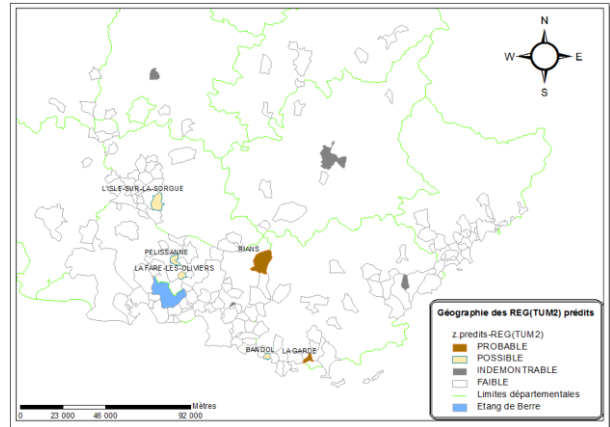 N
W E
S
L'ISLE-SUR-LA-SORGUE
PELISSANNE
RIANS
LA FARE-LES-OLIVIERS
BANDOL LA GARDE
Géographie des REG(TUM2) prédits
z.predits-REG(TUM2)
PROBABLE
POSSIBLE
INDEMONTRABLE
FAIBLE
Limites départementales
Etang de Berre
Mètres
0 23 000 46 000 92 000